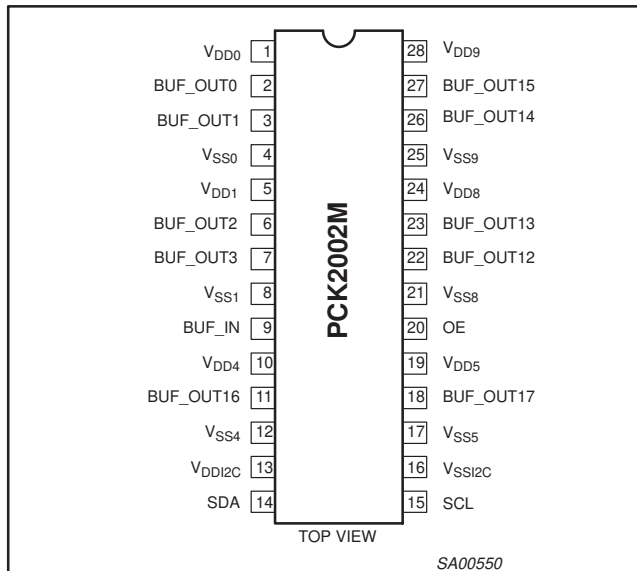 VDD0 1 28 VDD9
BUF_OUT0 2 27 BUF_OUT15
BUF_OUT1 3 26 BUF_OUT14
VSS0 4 25 VSS9
VDD1 5 24 VDD8
BUF_OUT2 6 23 BUF_OUT13
BUF_OUT3 7 22 BUF_OUT12
VSS1 8 21 VSS8
BUF_IN 9 20 OE
VDD4 10 19 VDD5
BUF_OUT16 11 18 BUF_OUT17
VSS4 12 17 VSS5
VDDI2C 13 16 VSSI2C
SDA 14 15 SCL
PCK2002M
TOP VIEW
SA00550